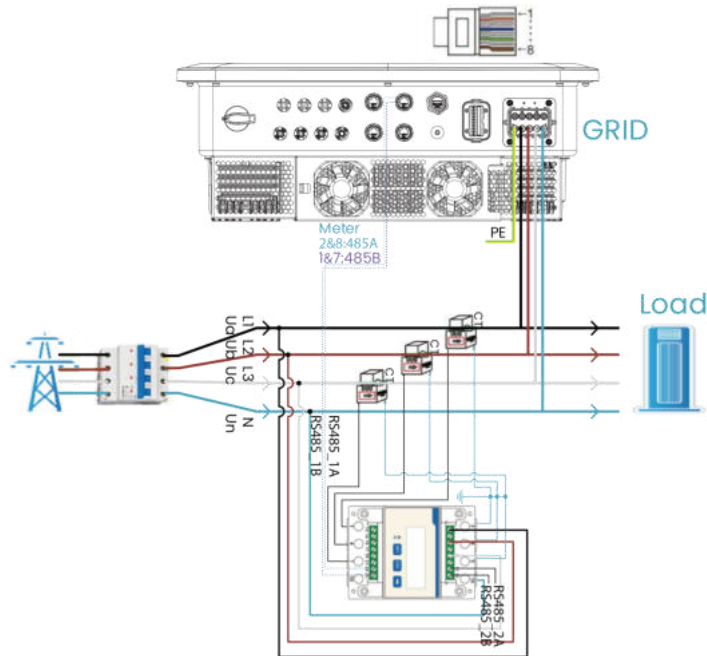 1
8
GRID
Meter
2&8:485A
1&7:485B
PE
Load
L1
Ua
L2
Ub
L3
Uc
N
Un
CT
CT
CT
RS485_1A
RS485_1B
RS485_2A
RS485_2B